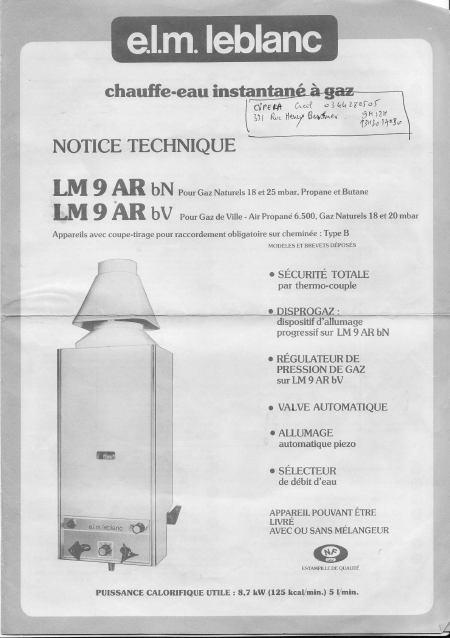 e.l.m. leblanc
chauffe-eau instantané à gaz
Creil 0344280505
NOTICE TECHNIQUE
331 Rue Henry
LM 9 AR bN Pour Gaz Naturels 18 et 25 mbar, Propane et Butane
LM 9 AR bV Pour Gaz de Ville - Air Propané 6.500, Gaz Naturels 18 et 20 mbar
Appareils avec coupe-tirage pour raccordement obligatoire sur cheminée : Type B
MODELES ET BREVETS DÉPOSÉS
• SÉCURITÉ TOTALE
par thermo-couple
• DISPROGAZ :
dispositif d'allumage
progressif sur LM 9 AR bN
• RÉGULATEUR DE
PRESSION DE GAZ
sur LM 9 AR bV
• VALVE AUTOMATIQUE
• ALLUMAGE
automatique piezo
• SÉLECTEUR
de débit d'eau
APPAREIL POUVANT ÊTRE
LIVRÉ
AVEC OU SANS MÉLANGEUR
e.l.m. leblanc
NF
ESTAMPILLE DE QUALITÉ
PUISSANCE CALORIFIQUE UTILE : 8,7 kW (125 kcal/min.) 5 l/min.